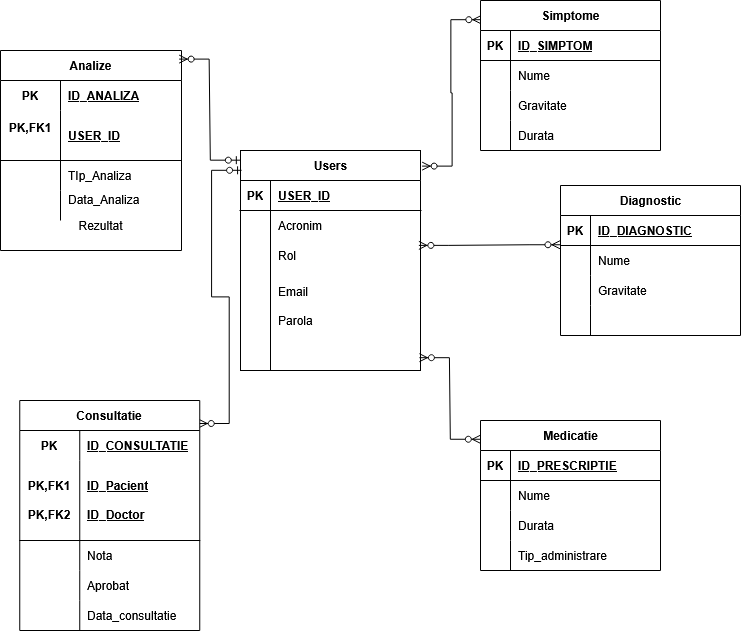 Simptome
PK ID_SIMPTOM
Nume
Gravitate
Durata
Analize
PK ID_ANALIZA
PK,FK1 USER_ID
TIp_Analiza
Data_Analiza
Rezultat
Users
PK USER_ID
Acronim
Rol
Email
Parola
Diagnostic
PK ID_DIAGNOSTIC
Nume
Gravitate
Consultatie
PK ID_CONSULTATIE
PK,FK1 ID_Pacient
PK,FK2 ID_Doctor
Nota
Aprobat
Data_consultatie
Medicatie
PK ID_PRESCRIPTIE
Nume
Durata
Tip_administrare